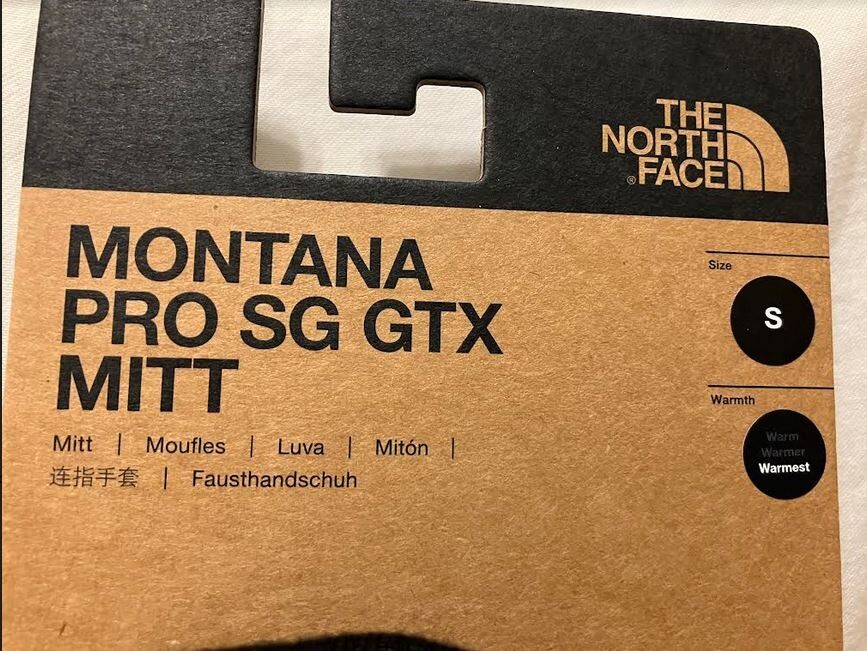 THE
NORTH
® FACE
MONTANA
PRO SG GTX
MITT
Size
S
Warmth
Warm
Warmer
Warmest
Mitt | Moufles | Luva | Mitón |
连指手套 | Fausthandschuh